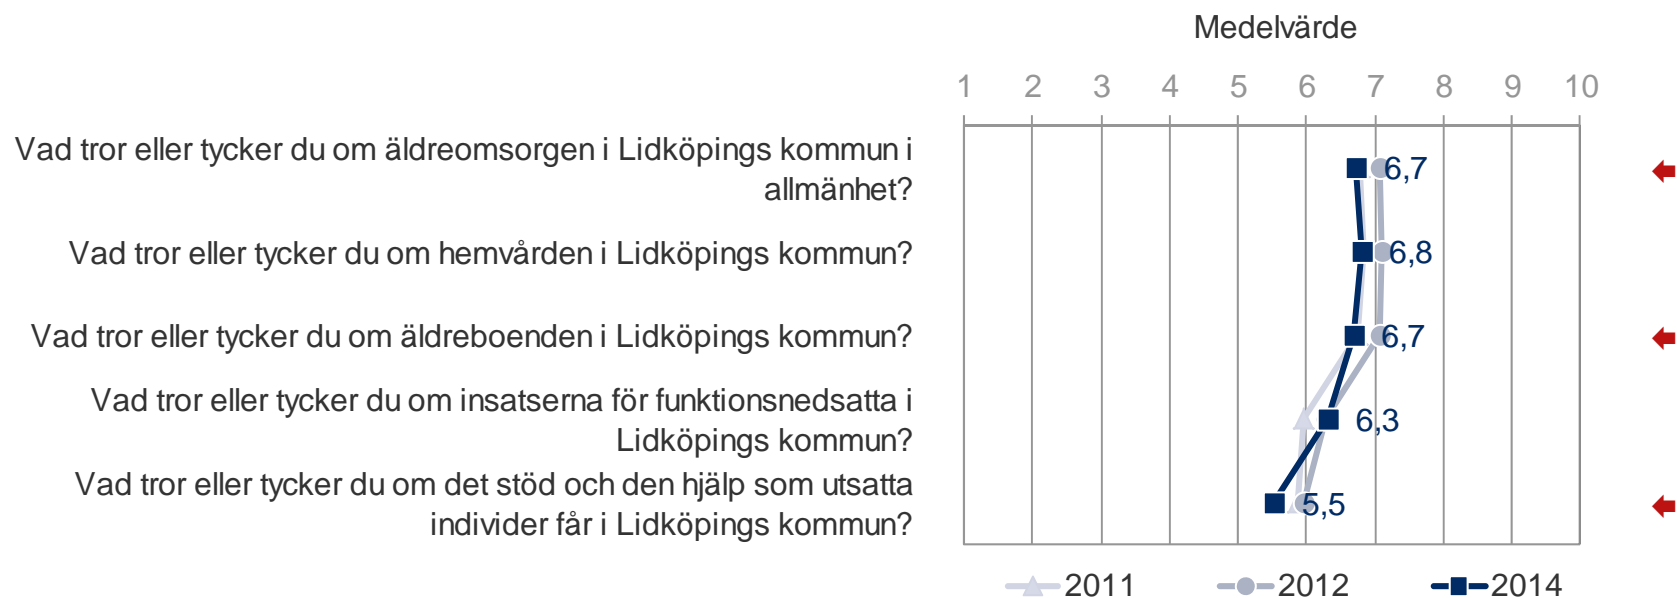 Medelvärde
1 2 3 4 5 6 7 8 9 10
Vad tror eller tycker du om äldreomsorgen i Lidköpings kommun i
allmänhet?
6,7
Vad tror eller tycker du om hemvården i Lidköpings kommun?
6,8
Vad tror eller tycker du om äldreboenden i Lidköpings kommun?
6,7
Vad tror eller tycker du om insatserna för funktionsnedsatta i
Lidköpings kommun?
6,3
Vad tror eller tycker du om det stöd och den hjälp som utsatta
individer får i Lidköpings kommun?
5,5
2011 2012 2014